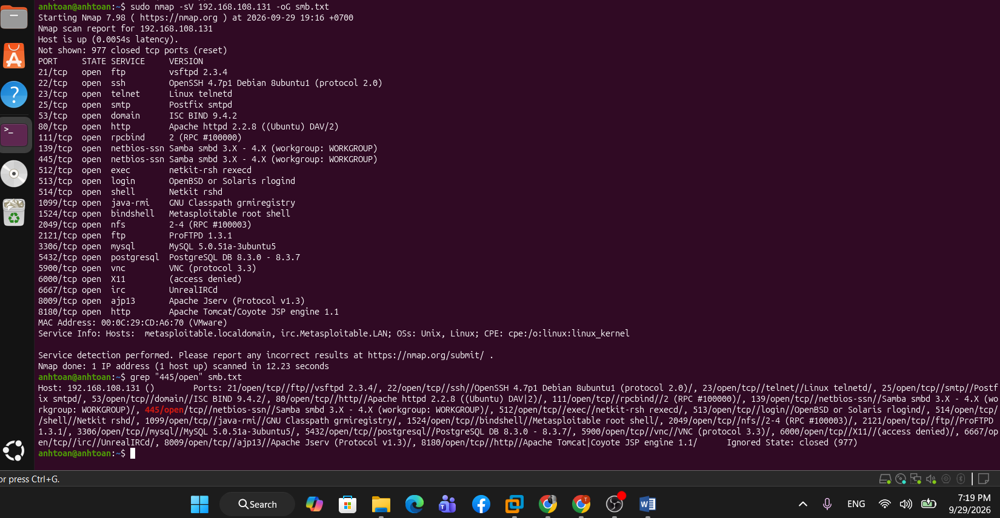 anhtoan@anhtoan:~$ sudo nmap -sV 192.168.108.131 -oG smb.txt
Starting Nmap 7.98 ( https://nmap.org ) at 2026-09-29 19:16 +0700
Nmap scan report for 192.168.108.131
Host is up (0.0054s latency).
Not shown: 977 closed tcp ports (reset)
PORT     STATE SERVICE     VERSION
21/tcp   open  ftp         vsftpd 2.3.4
22/tcp   open  ssh         OpenSSH 4.7p1 Debian 8ubuntu1 (protocol 2.0)
23/tcp   open  telnet      Linux telnetd
25/tcp   open  smtp        Postfix smtpd
53/tcp   open  domain      ISC BIND 9.4.2
80/tcp   open  http        Apache httpd 2.2.8 ((Ubuntu) DAV/2)
111/tcp  open  rpcbind     2 (RPC #100000)
139/tcp  open  netbios-ssn Samba smbd 3.X - 4.X (workgroup: WORKGROUP)
445/tcp  open  netbios-ssn Samba smbd 3.X - 4.X (workgroup: WORKGROUP)
512/tcp  open  exec        netkit-rsh rexecd
513/tcp  open  login       OpenBSD or Solaris rlogind
514/tcp  open  shell       Netkit rshd
1099/tcp open  java-rmi    GNU Classpath grmiregistry
1524/tcp open  bindshell   Metasploitable root shell
2049/tcp open  nfs         2-4 (RPC #100003)
2121/tcp open  ftp         ProFTPD 1.3.1
3306/tcp open  mysql       MySQL 5.0.51a-3ubuntu5
5432/tcp open  postgresql  PostgreSQL DB 8.3.0 - 8.3.7
5900/tcp open  vnc         VNC (protocol 3.3)
6000/tcp open  X11         (access denied)
6667/tcp open  irc         UnrealIRCd
8009/tcp open  ajp13       Apache Jserv (Protocol v1.3)
8180/tcp open  http        Apache Tomcat/Coyote JSP engine 1.1
MAC Address: 00:0C:29:CD:A6:70 (VMware)
Service Info: Hosts:  metasploitable.localdomain, irc.Metasploitable.LAN; OSs: Unix, Linux; CPE: cpe:/o:linux:linux_kernel
Service detection performed. Please report any incorrect results at https://nmap.org/submit/ .
Nmap done: 1 IP address (1 host up) scanned in 12.23 seconds
anhtoan@anhtoan:~$ grep "445/open" smb.txt
Host: 192.168.108.131 ()        Ports: 21/open/tcp//ftp//vsftpd 2.3.4/, 22/open/tcp//ssh//OpenSSH 4.7p1 Debian 8ubuntu1 (protocol 2.0)/, 23/open/tcp//telnet//Linux telnetd/, 25/open/tcp//smtp//Postf
ix smtpd/, 53/open/tcp//domain//ISC BIND 9.4.2/, 80/open/tcp//http//Apache httpd 2.2.8 ((Ubuntu) DAV|2)/, 111/open/tcp//rpcbind//2 (RPC #100000)/, 139/open/tcp//netbios-ssn//Samba smbd 3.X - 4.X (wo
rkgroup: WORKGROUP)/, 445/open/tcp//netbios-ssn//Samba smbd 3.X - 4.X (workgroup: WORKGROUP)/, 512/open/tcp//exec//netkit-rsh rexecd/, 513/open/tcp//login//OpenBSD or Solaris rlogind/, 514/open/tcp/
/shell//Netkit rshd/, 1099/open/tcp//java-rmi//GNU Classpath grmiregistry/, 1524/open/tcp//bindshell//Metasploitable root shell/, 2049/open/tcp//nfs//2-4 (RPC #100003)/, 2121/open/tcp//ftp//ProFTPD
1.3.1/, 3306/open/tcp//mysql//MySQL 5.0.51a-3ubuntu5/, 5432/open/tcp//postgresql//PostgreSQL DB 8.3.0 - 8.3.7/, 5900/open/tcp//vnc//VNC (protocol 3.3)/, 6000/open/tcp//X11//(access denied)/, 6667/op
en/tcp//irc//UnrealIRCd/, 8009/open/tcp//ajp13//Apache Jserv (Protocol v1.3)/, 8180/open/tcp//http//Apache Tomcat|Coyote JSP engine 1.1/      Ignored State: closed (977)
anhtoan@anhtoan:~$
or press Ctrl+G.
Search
ENG
7:19 PM
9/29/2026